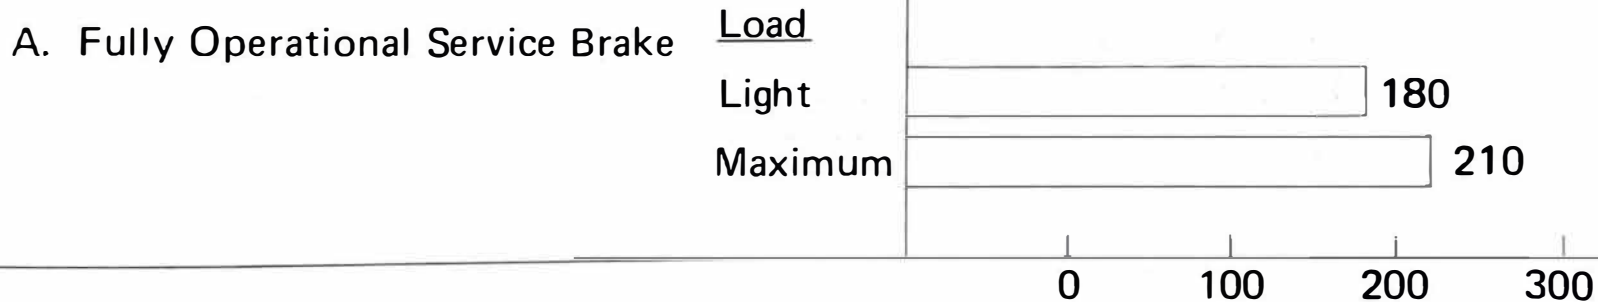 A. Fully Operational Service Brake
Load
Light 180
Maximum 210
0 100 200 300